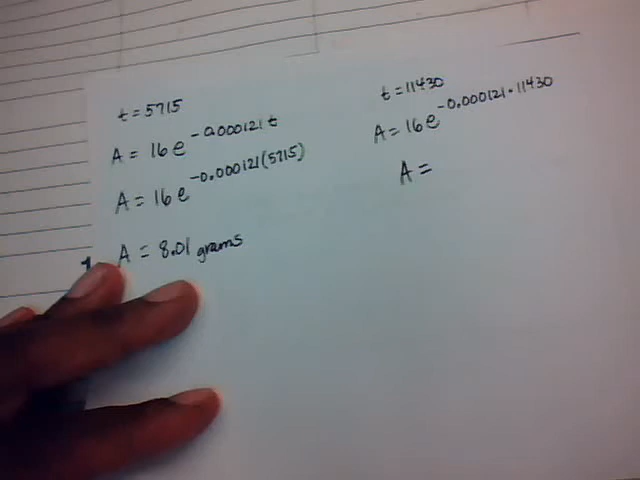 t = 5715
A = 16e^-0.000121t
A = 16e^-0.000121(5715)
A = 8.01 grams
t = 11430
A = 16e^-0.000121·11430
A =